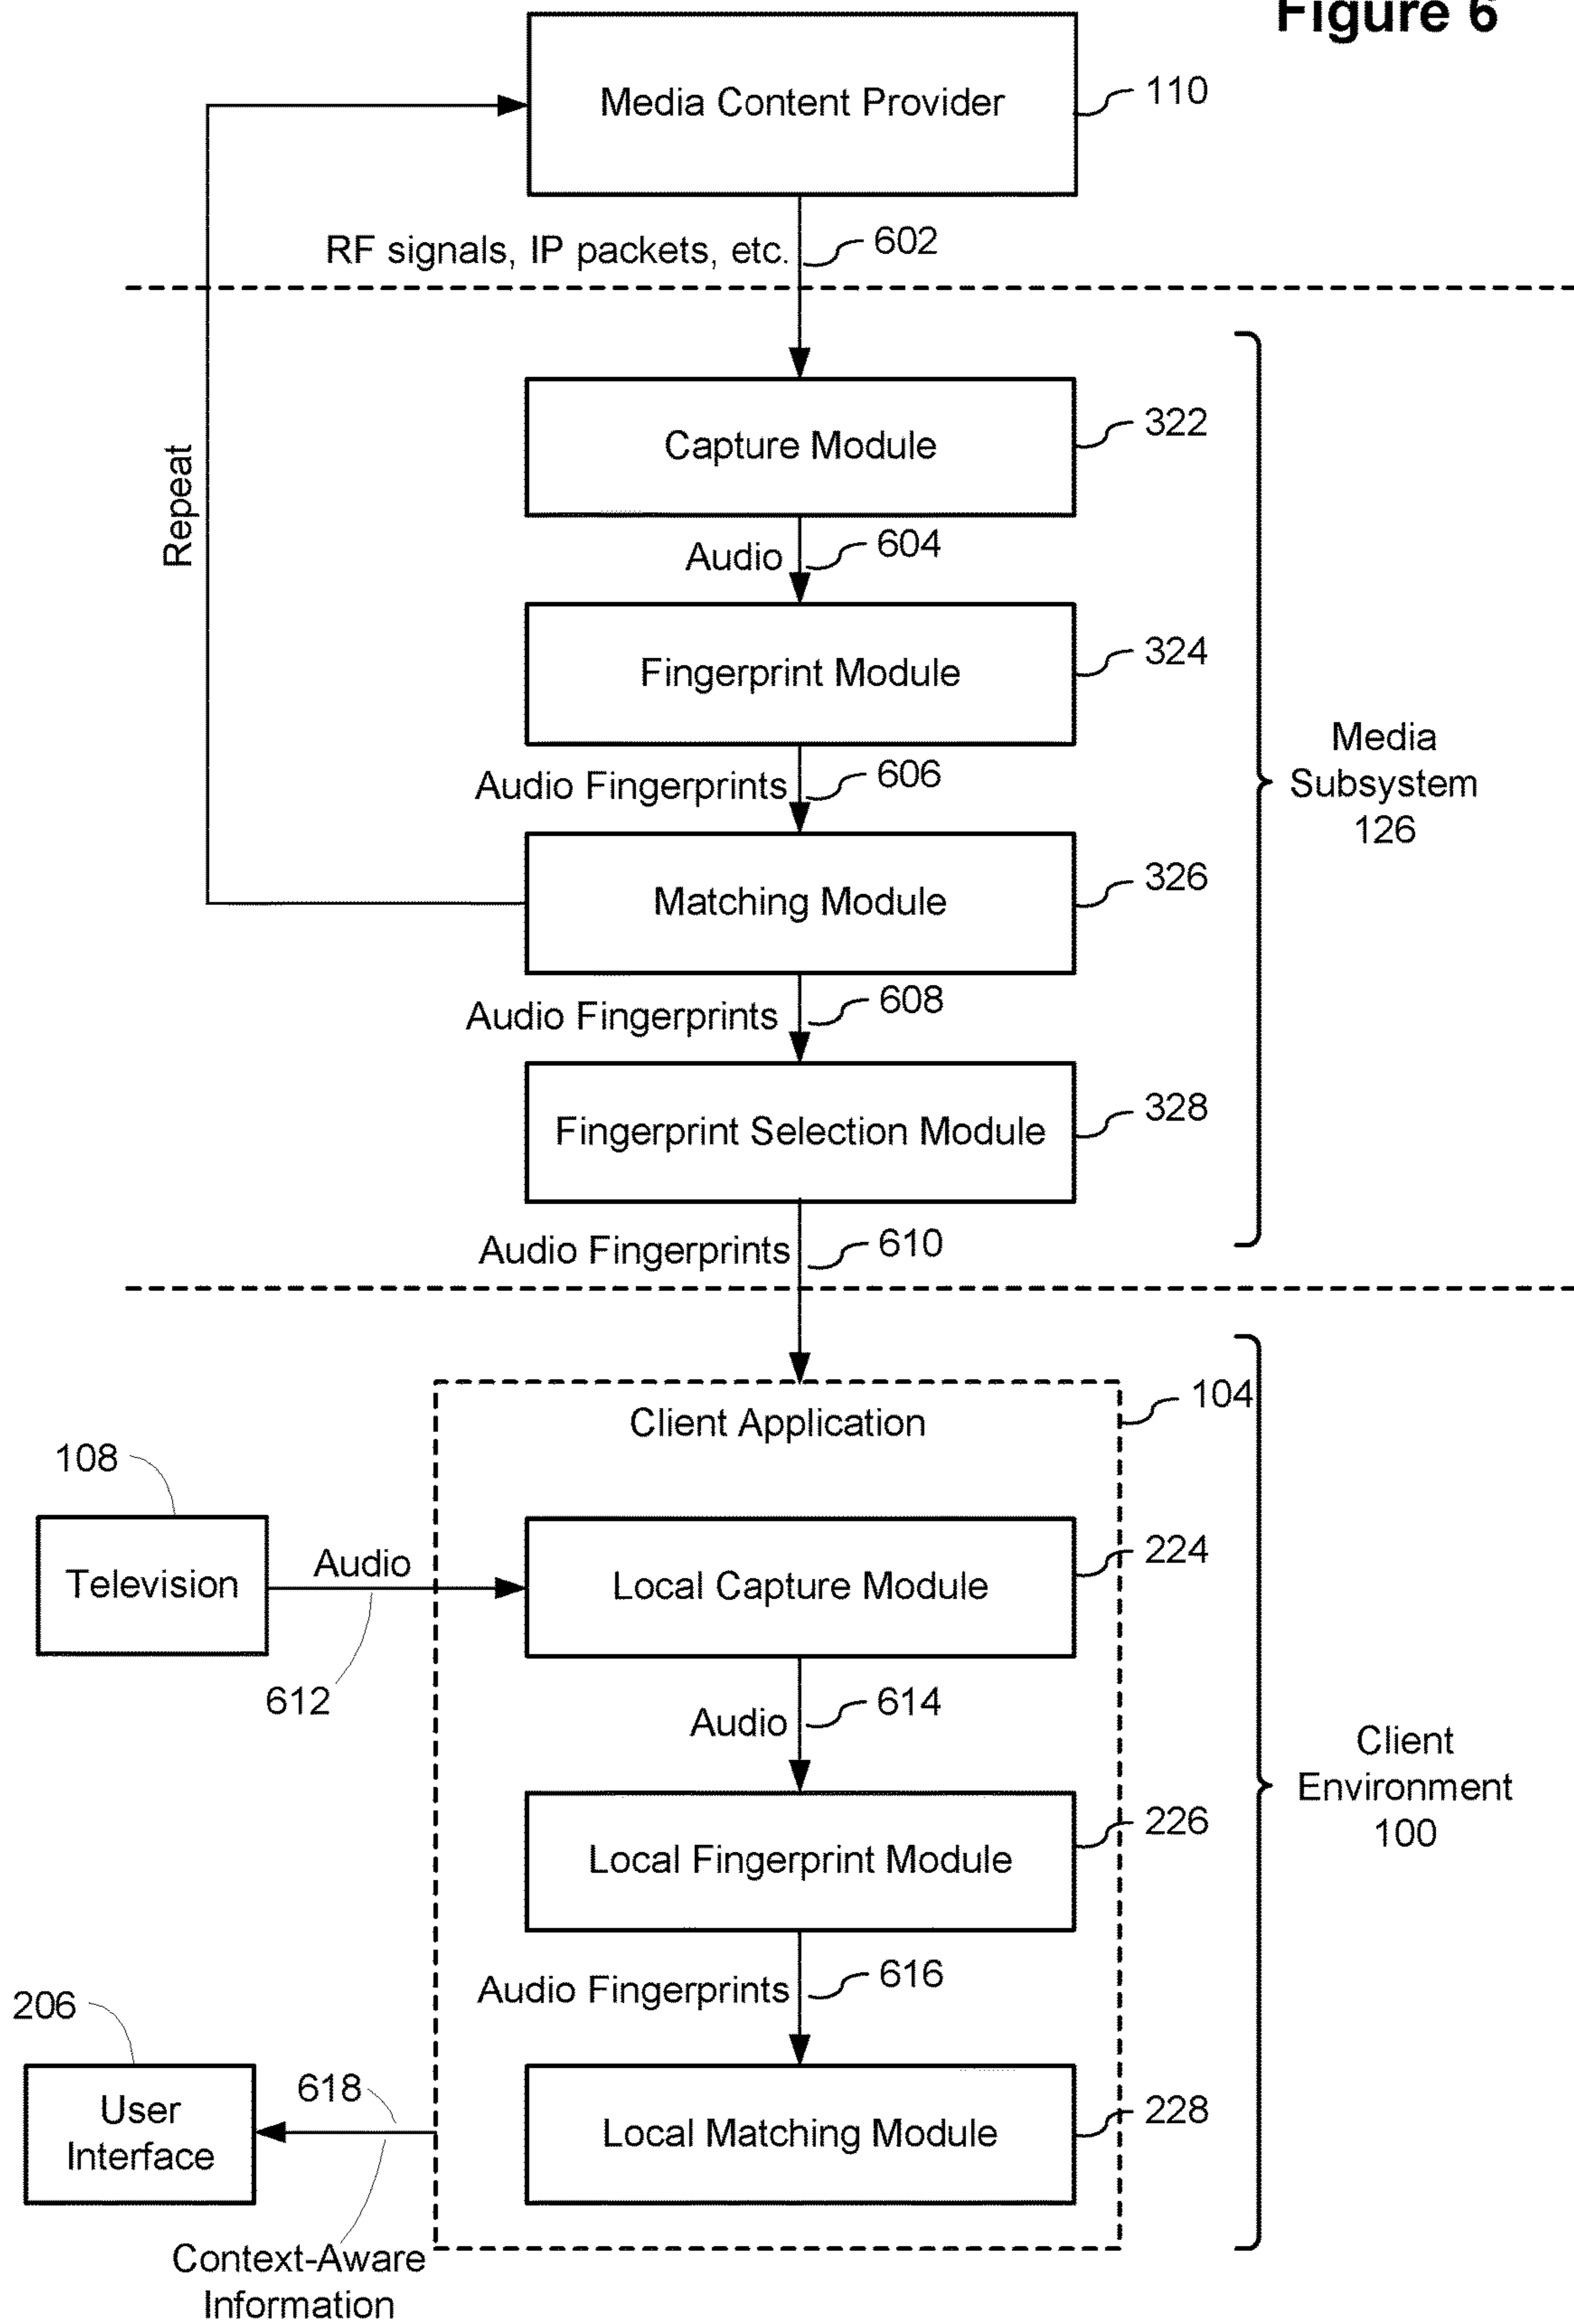 Figure 6
Media Content Provider
110
RF signals, IP packets, etc.
602
Repeat
Capture Module
322
Audio
604
Fingerprint Module
324
Audio Fingerprints
606
Media
Subsystem
126
Matching Module
326
Audio Fingerprints
608
Fingerprint Selection Module
328
Audio Fingerprints
610
Client Application
104
108
Television
Audio
612
Local Capture Module
224
Audio
614
Client
Environment
100
Local Fingerprint Module
226
Audio Fingerprints
616
206
User
Interface
618
Local Matching Module
228
Context-Aware
Information